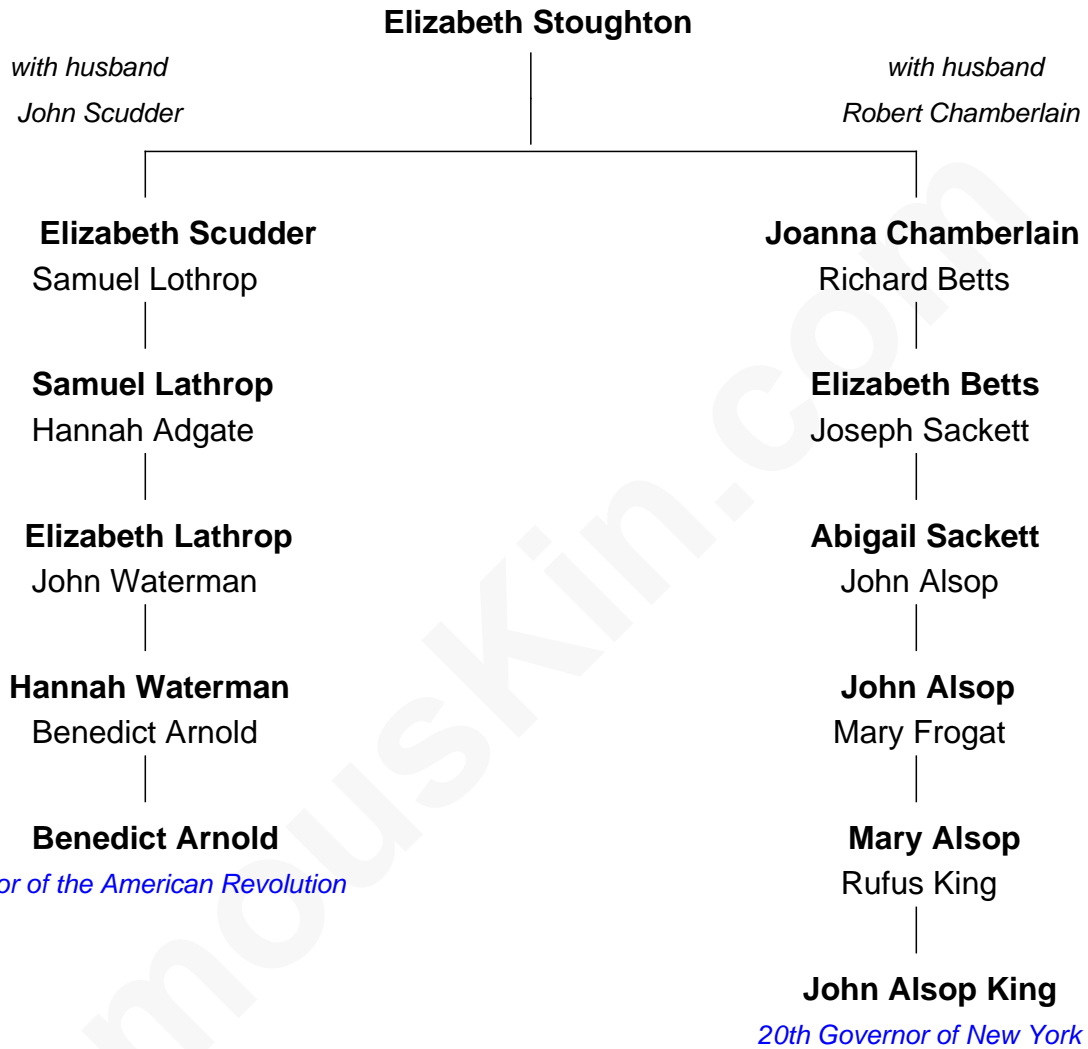 Elizabeth Stoughton
with husband
John Scudder
with husband
Robert Chamberlain
Elizabeth Scudder
Samuel Lothrop
Joanna Chamberlain
Richard Betts
Samuel Lathrop
Hannah Adgate
Elizabeth Betts
Joseph Sackett
Elizabeth Lathrop
John Waterman
Abigail Sackett
John Alsop
Hannah Waterman
Benedict Arnold
John Alsop
Mary Frogat
Benedict Arnold
or of the American Revolution
Mary Alsop
Rufus King
John Alsop King
20th Governor of New York
mousKin.com